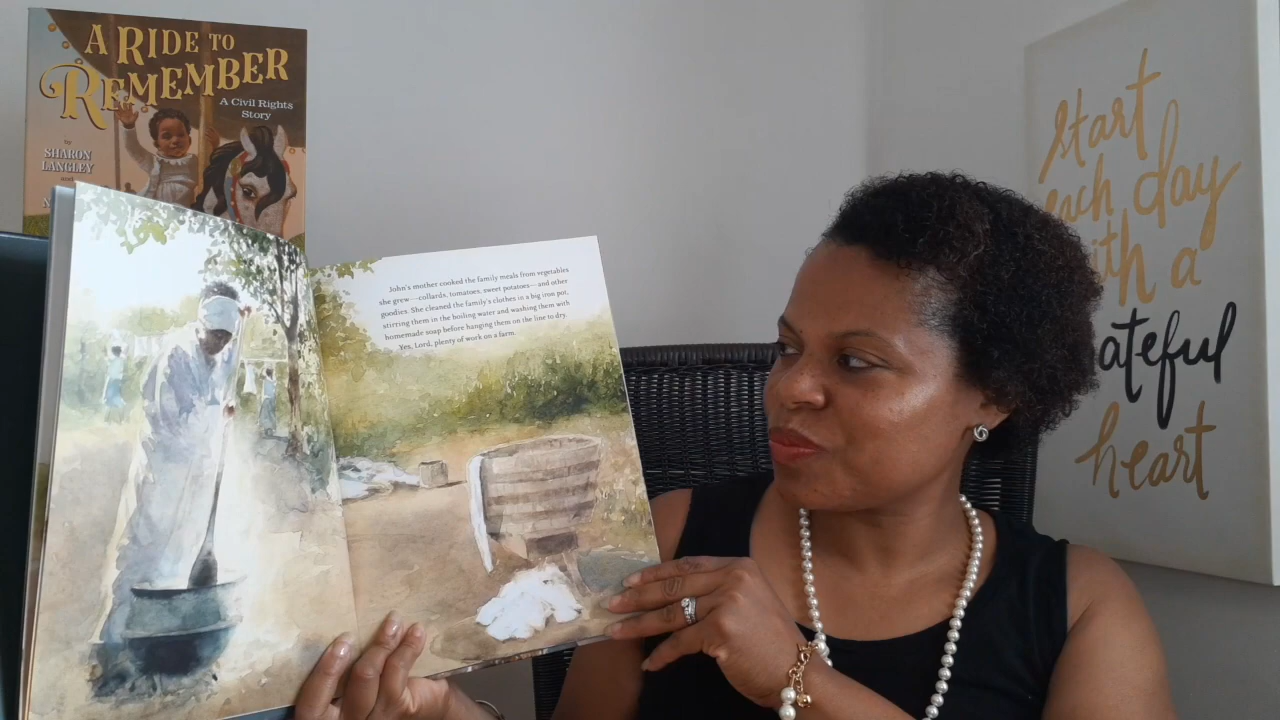 A RIDE TO
REMEMBER
A Civil Rights
Story
by
SHARON
LANGLEY
and
John's mother cooked the family meals from vegetables
she grew—collards, tomatoes, sweet potatoes—and other
goodies. She cleaned the family's clothes in a big iron pot,
stirring them in the boiling water and washing them with
homemade soap before hanging them on the line to dry.
Yes, Lord, plenty of work on a farm.
start
each day
with a
ateful
heart